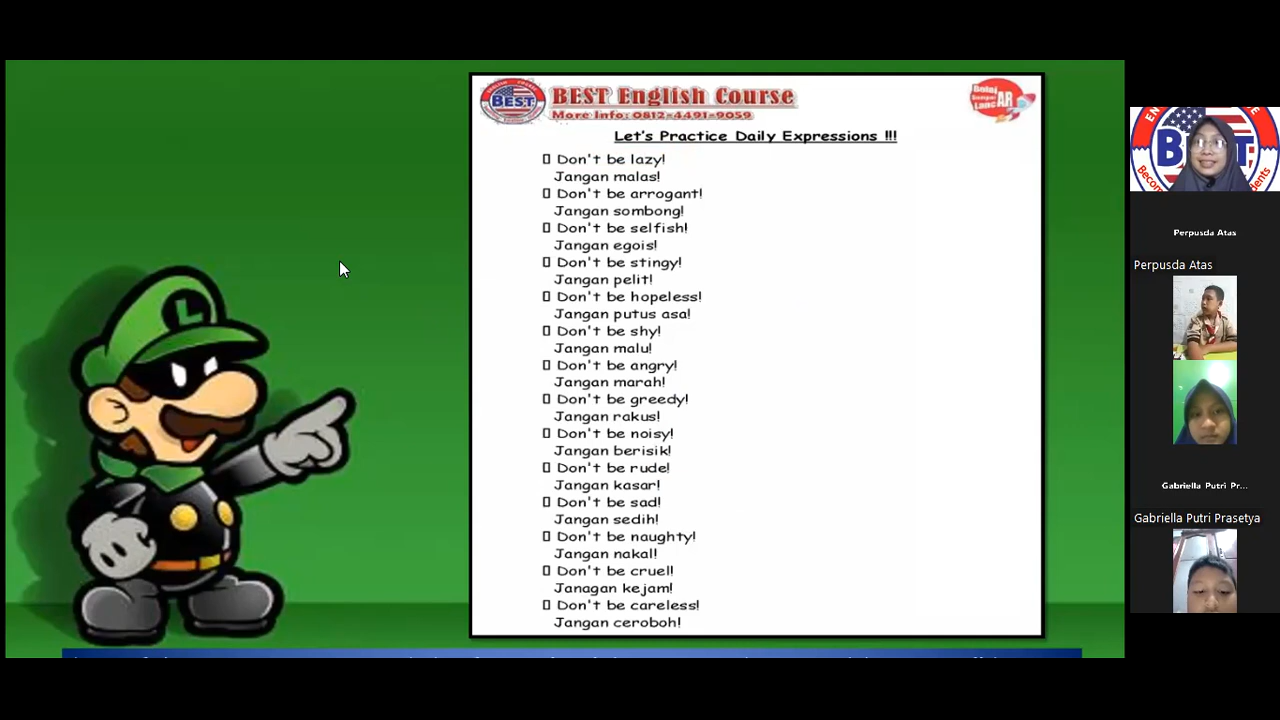 BEST
BEST English Course
More Info: 0812-4491-9059
Let's Practice Daily Expressions !!!
Don't be lazy!
Jangan malas!
Don't be arrogant!
Jangan sombong!
Don't be selfish!
Jangan egois!
Don't be stingy!
Jangan pelit!
Don't be hopeless!
Jangan putus asa!
Don't be shy!
Jangan malu!
Don't be angry!
Jangan marah!
Don't be greedy!
Jangan rakus!
Don't be noisy!
Jangan berisik!
Don't be rude!
Jangan kasar!
Don't be sad!
Jangan sedih!
Don't be naughty!
Jangan nakal!
Don't be cruel!
Janagan kejam!
Don't be careless!
Jangan ceroboh!
L
Perpusda Atas
Perpusda Atas
Gabriella Putri Pr...
Gabriella Putri Prasetya